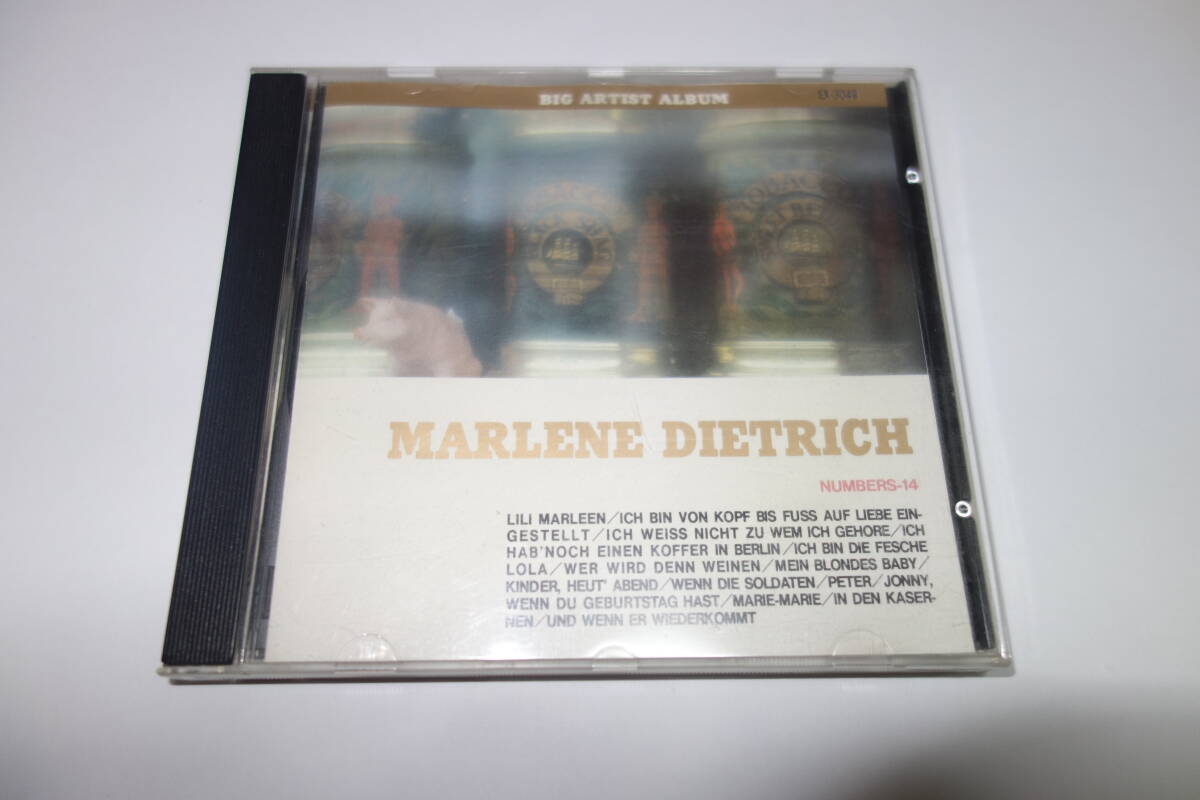 BIG ARTIST ALBUM
MARLENE DIETRICH
NUMBERS-14
LILI MARLEEN/ICH BIN VON KOPF BIS FUSS AUF LIEBE EIN-
GESTELLT/ICH WEISS NICHT ZU WEM ICH GEHORE/ICH
HAB'NOCH EINEN KOFFER IN BERLIN/ICH BIN DIE FESCHE
LOLA/WER WIRD DENN WEINEN/MEIN BLONDES BABY/
KINDER, HEUT' ABEND/WENN DIE SOLDATEN/PETER/JONNY,
WENN DU GEBURTSTAG HAST/MARIE-MARIE/IN DEN KASER-
NEN/UND WENN ER WIEDERKOMMT